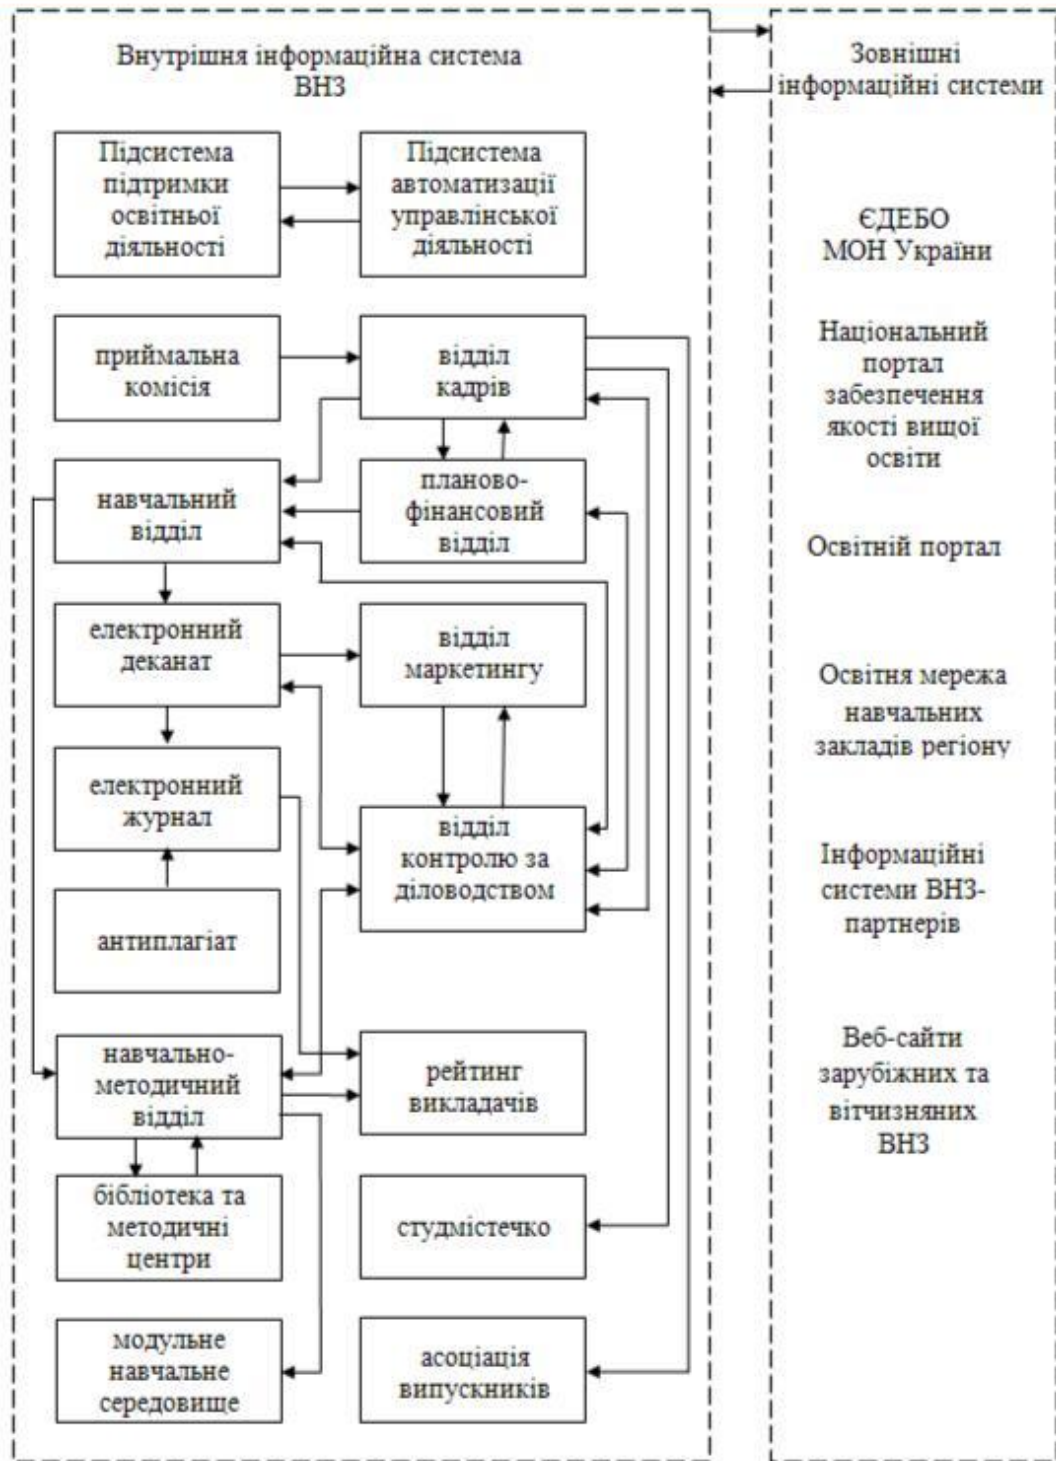 Внутрішня інформаційна система
ВНЗ
Підсистема
підтримки
освітньої
діяльності
Підсистема
автоматизації
управлінської
діяльності
приймальна
комісія
відділ
кадрів
навчальний
відділ
планово-
фінансовий
відділ
електронний
деканат
відділ
маркетингу
електронний
журнал
відділ
контролю за
діловодством
антиплагіат
навчально-
методичний
відділ
рейтинг
викладачів
бібліотека та
методичні
центри
студмістечко
модульне
навчальне
середовище
асоціація
випускників
Зовнішні
інформаційні системи
ЄДЕБО
МОН України
Національний
портал
забезпечення
якості вищої
освіти
Освітній портал
Освітня мережа
навчальних
закладів регіону
Інформаційні
системи ВНЗ-
партнерів
Веб-сайти
зарубіжних та
вітчизняних
ВНЗ